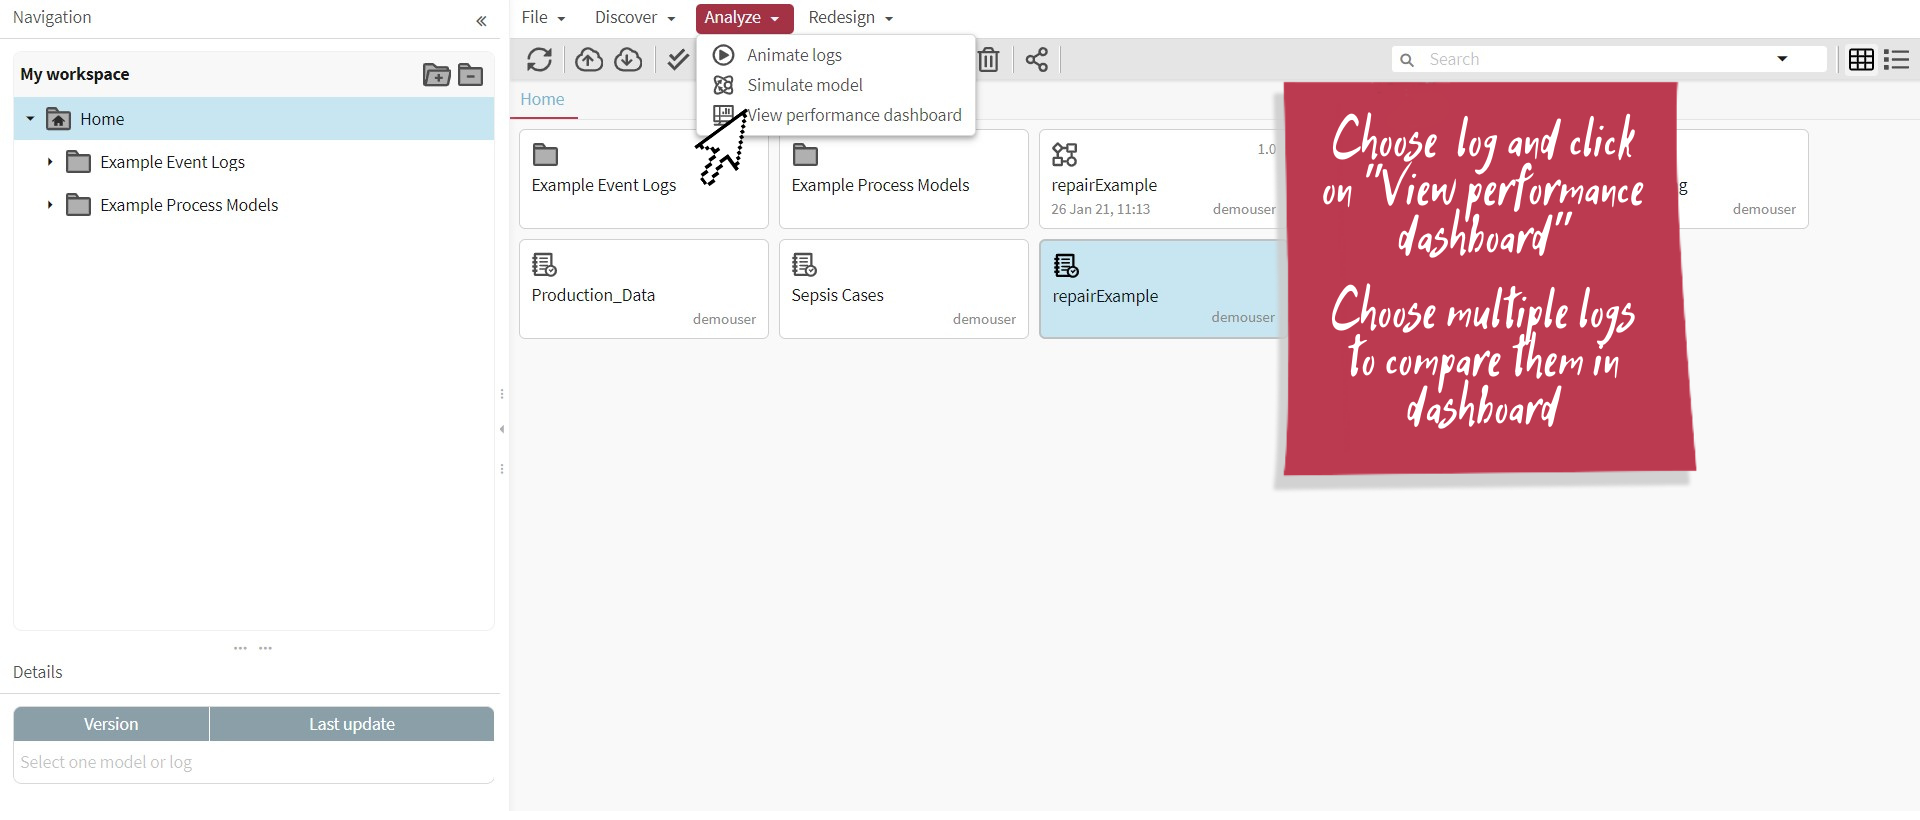 Navigation
«
File
Discover
Analyze
Redesign
My workspace
Home
Example Event Logs
Example Process Models
Animate logs
Simulate model
View performance dashboard
Search
Home
Example Event Logs
Example Process Models
1.0
repairExample
26 Jan 21, 11:13
demouser
g
demouser
Production_Data
demouser
Sepsis Cases
demouser
repairExample
demouser
Choose log and click
on "View performance
dashboard"
Choose multiple logs
to compare them in
dashboard
Details
Version
Last update
Select one model or log